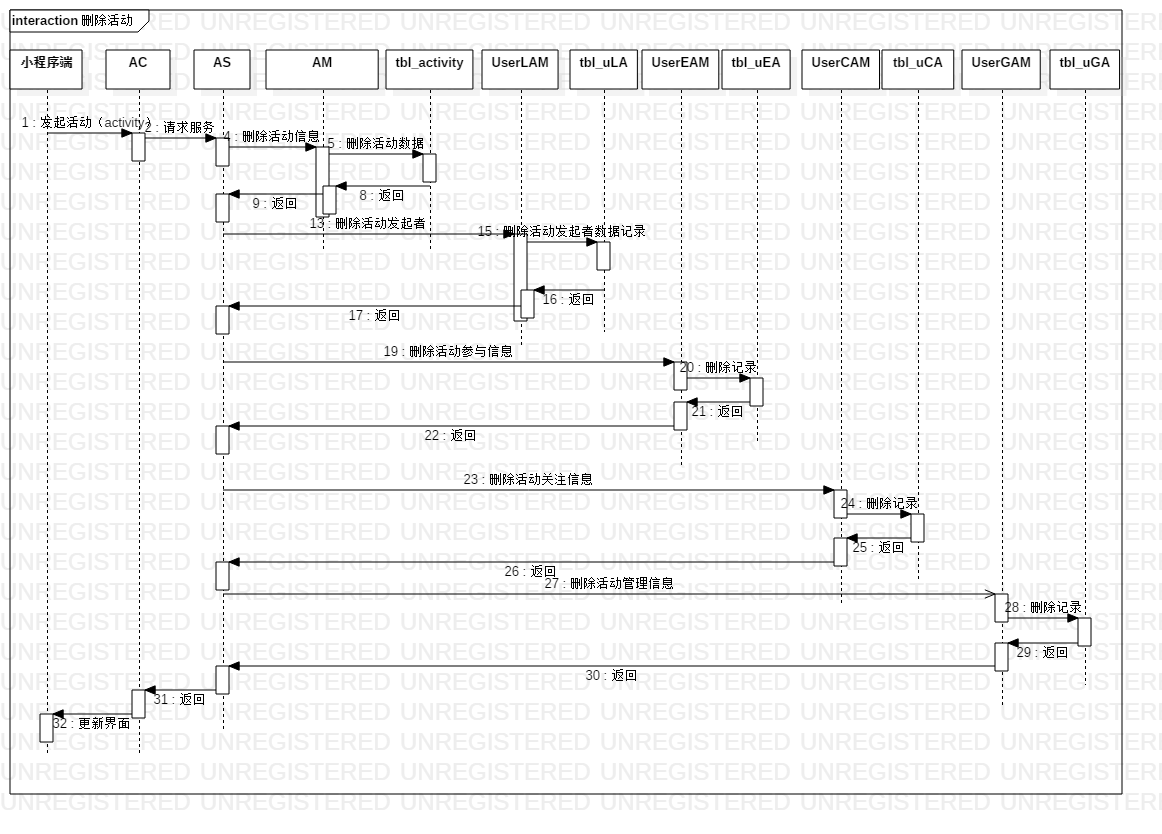 interaction 删除活动
小程序端 AC AS AM tbl_activity UserLAM tbl_uLA UserEAM tbl_uEA UserCAM tbl_uCA UserGAM tbl_uGA
1 : 发起活动（activity）
2 : 请求服务
4 : 删除活动信息
5 : 删除活动数据
8 : 返回
9 : 返回
13 : 删除活动发起者
15 : 删除活动发起者数据记录
16 : 返回
17 : 返回
19 : 删除活动参与信息
20 : 删除记录
21 : 返回
22 : 返回
23 : 删除活动关注信息
24 : 删除记录
25 : 返回
26 : 返回
27 : 删除活动管理信息
28 : 删除记录
29 : 返回
30 : 返回
31 : 返回
32 : 更新界面
UNREGISTERED